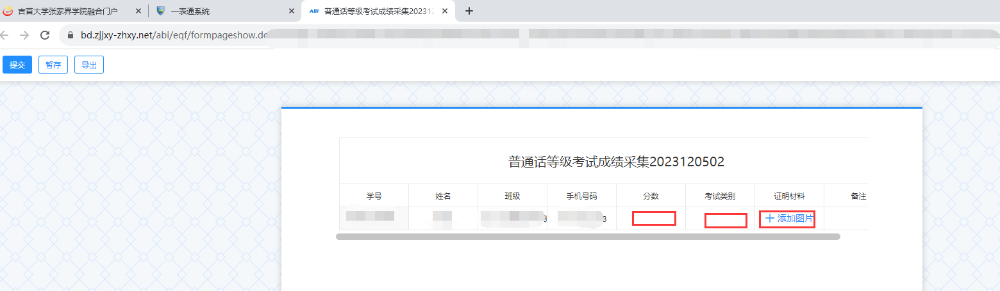 吉首大学张家界学院融合门户
一表通系统
ABI 普通话等级考试成绩采集20231
bd.zjjxy-zhxy.net/abi/eqf/formpageshow.do
提交 暂存 导出
普通话等级考试成绩采集2023120502
学号 姓名 班级 手机号码 分数 考试类别 证明材料 备注
3 添加图片